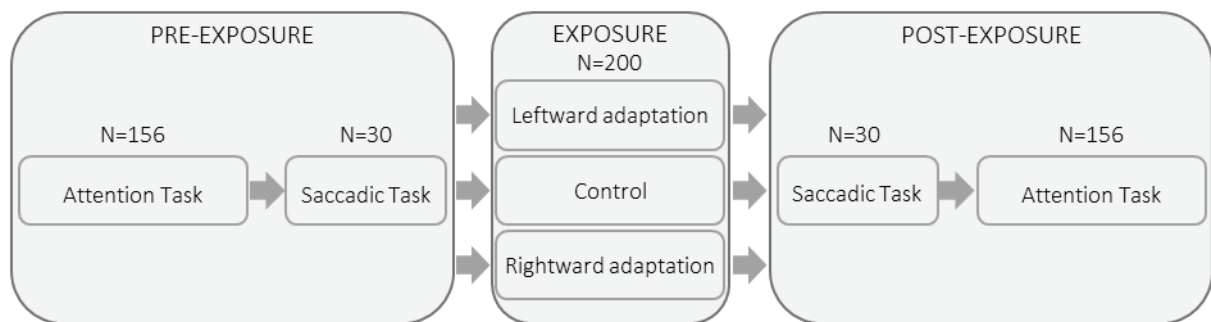 PRE-EXPOSURE
N=156
N=30
Attention Task
Saccadic Task
EXPOSURE
N=200
Leftward adaptation
Control
Rightward adaptation
POST-EXPOSURE
N=30
N=156
Saccadic Task
Attention Task